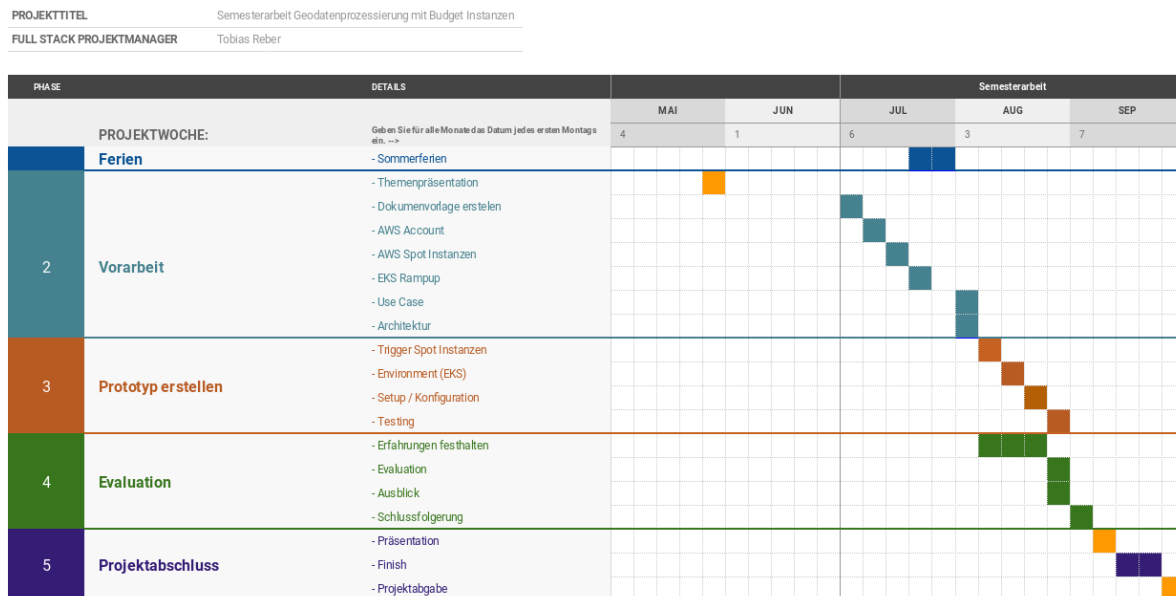 PROJEKTTITEL Semesterarbeit Geodatenprozessierung mit Budget Instanzen
FULL STACK PROJEKTMANAGER Tobias Reber
PHASE DETAILS Semesterarbeit
MAI JUN JUL AUG SEP
PROJEKTWOCHE: Geben Sie für alle Monate das Datum jedes ersten Montags
ein. --> 4 1 6 3 7
Ferien - Sommerferien
- Themenpräsentation
- Dokumenvorlage erstelen
- AWS Account
- AWS Spot Instanzen
2 Vorarbeit
- EKS Rampup
- Use Case
- Architektur
- Trigger Spot Instanzen
- Environment (EKS)
3 Prototyp erstellen
- Setup / Konfiguration
- Testing
- Erfahrungen festhalten
- Evaluation
4 Evaluation
- Ausblick
- Schlussfolgerung
- Präsentation
5 Projektabschluss - Finish
- Projektabgabe